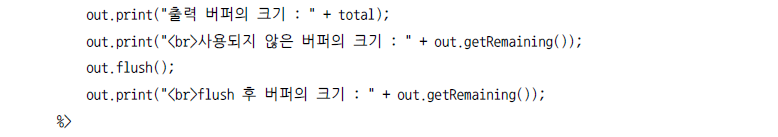 out.print("출력 버퍼의 크기 : " + total);
out.print("<br>사용되지 않은 버퍼의 크기 : " + out.getRemaining());
out.flush();
out.print("<br>flush 후 버퍼의 크기 : " + out.getRemaining());
%>